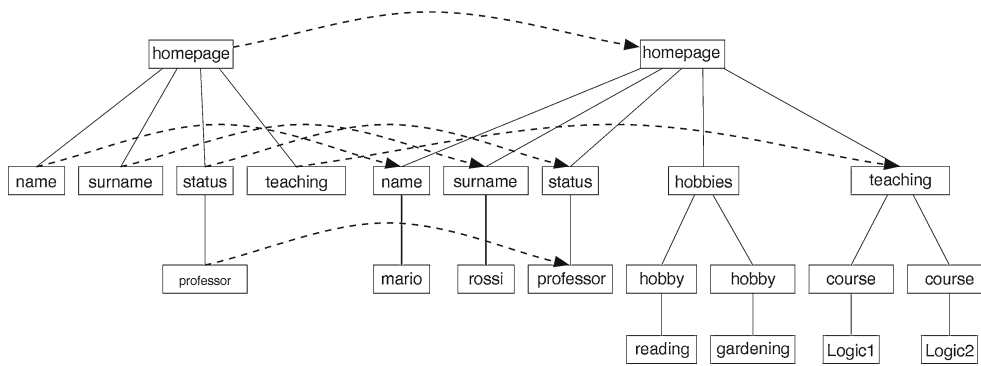 homepage
homepage
name
surname
status
teaching
name
surname
status
hobbies
teaching
professor
mario
rossi
professor
hobby
hobby
course
course
reading
gardening
Logic1
Logic2